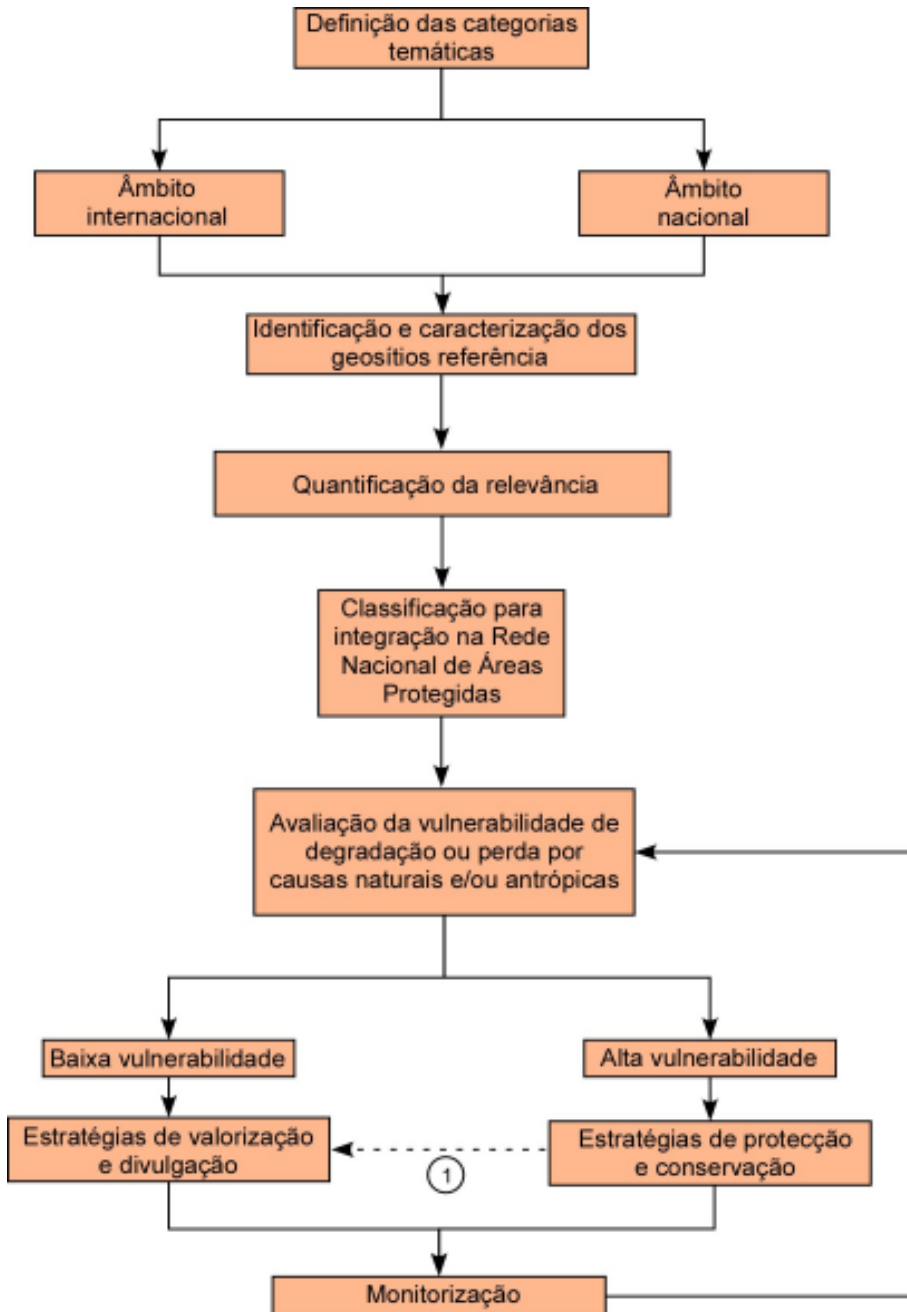 Definição das categorias
temáticas
Âmbito
internacional
Âmbito
nacional
Identificação e caracterização dos
geosítios referência
Quantificação da relevância
Classificação para
integração na Rede
Nacional de Áreas
Protegidas
Avaliação da vulnerabilidade de
degradação ou perda por
causas naturais e/ou antrópicas
Baixa vulnerabilidade
Alta vulnerabilidade
Estratégias de valorização
e divulgação
1
Estratégias de protecção
e conservação
Monitorização